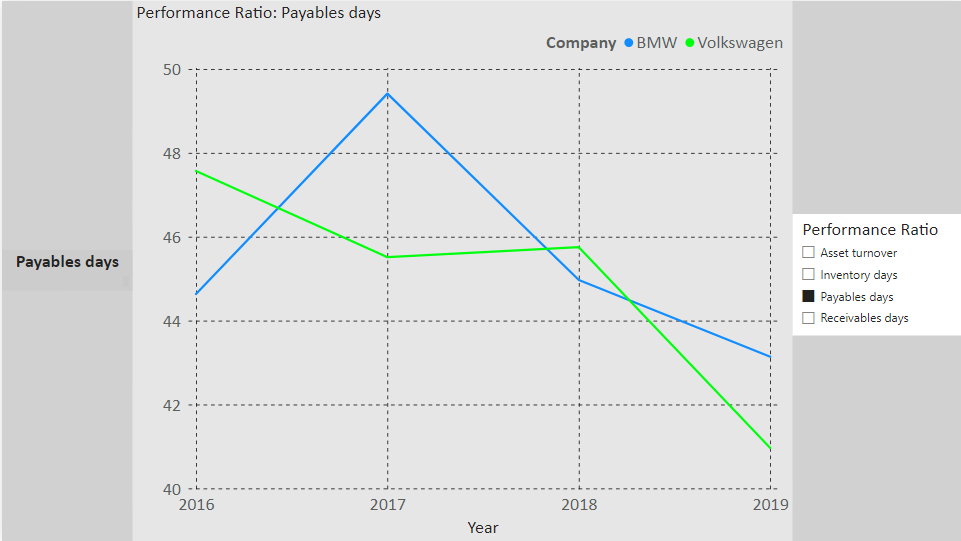 Performance Ratio: Payables days
Company BMW Volkswagen
50
48
46
44
42
40
2016 2017 2018 2019
Year
Payables days
Performance Ratio
Asset turnover
Inventory days
Payables days
Receivables days